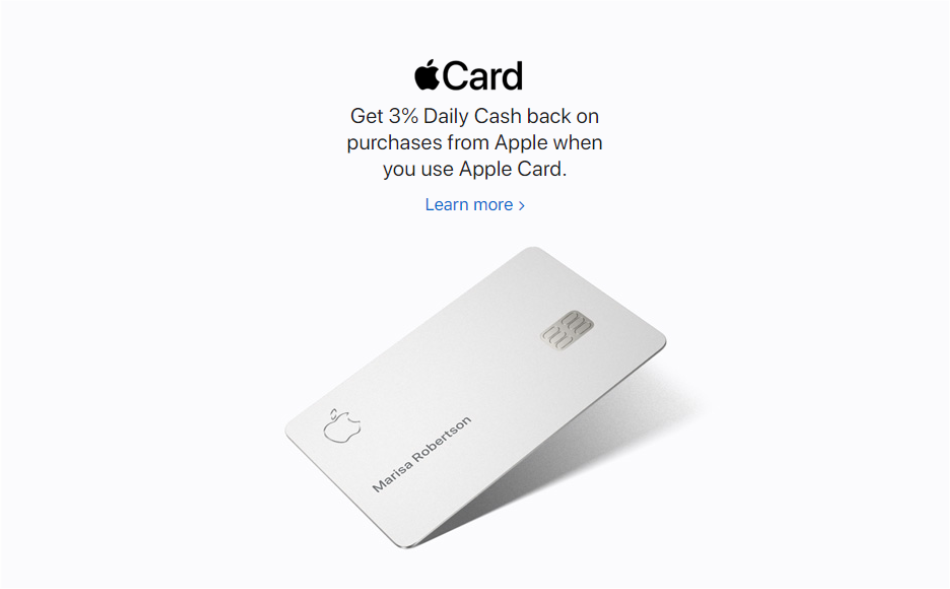 Card
Get 3% Daily Cash back on
purchases from Apple when
you use Apple Card.
Learn more >
Marisa Robertson